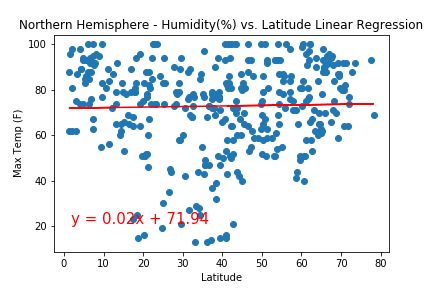 Northern Hemisphere - Humidity(%) vs. Latitude Linear Regression
100
80
60
40
20
Max Temp (F)
y = 0.02x + 71.94
0 10 20 30 40 50 60 70 80
Latitude